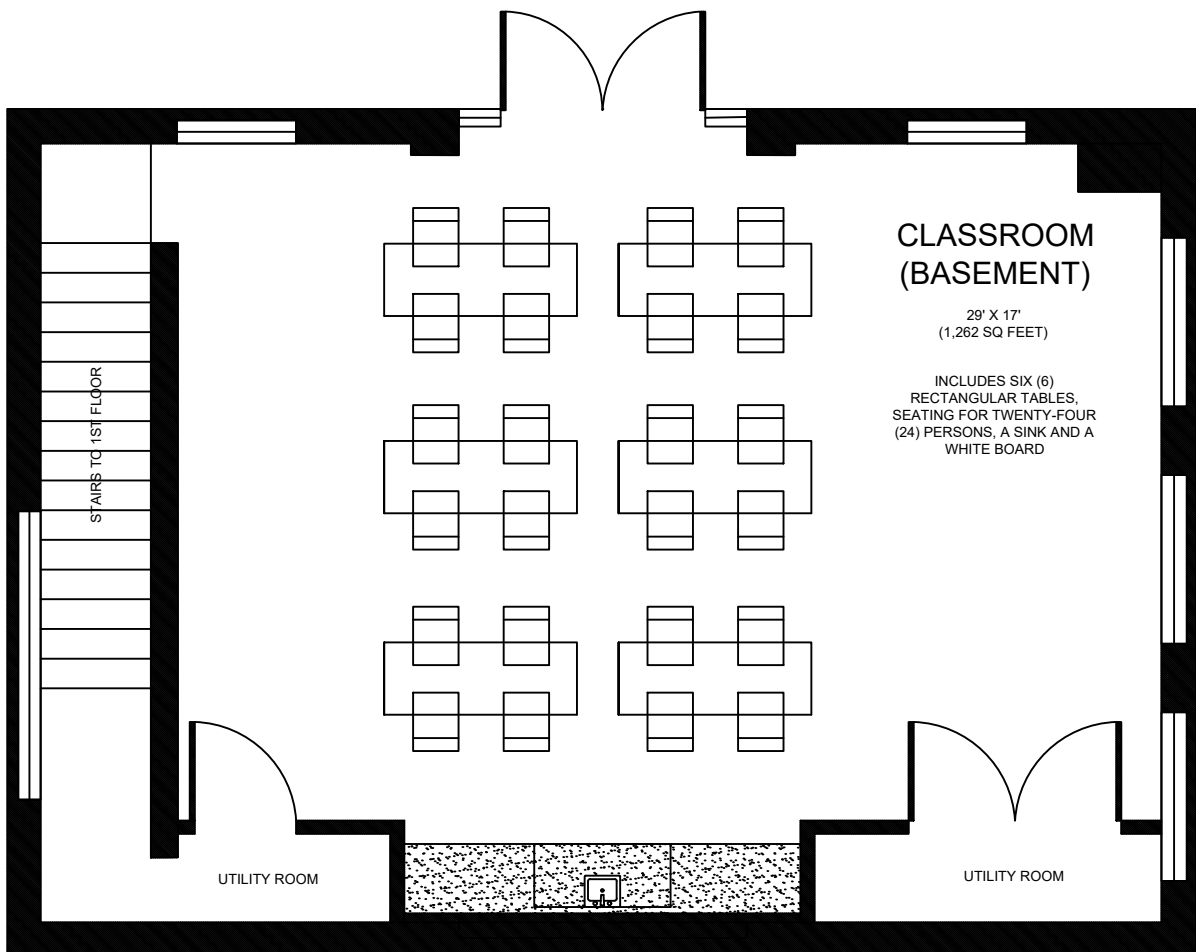 CLASSROOM
(BASEMENT)
29' X 17'
(1,262 SQ FEET)
INCLUDES SIX (6)
RECTANGULAR TABLES,
SEATING FOR TWENTY-FOUR
(24) PERSONS, A SINK AND A
WHITE BOARD
STAIRS TO 1ST FLOOR
UTILITY ROOM
UTILITY ROOM